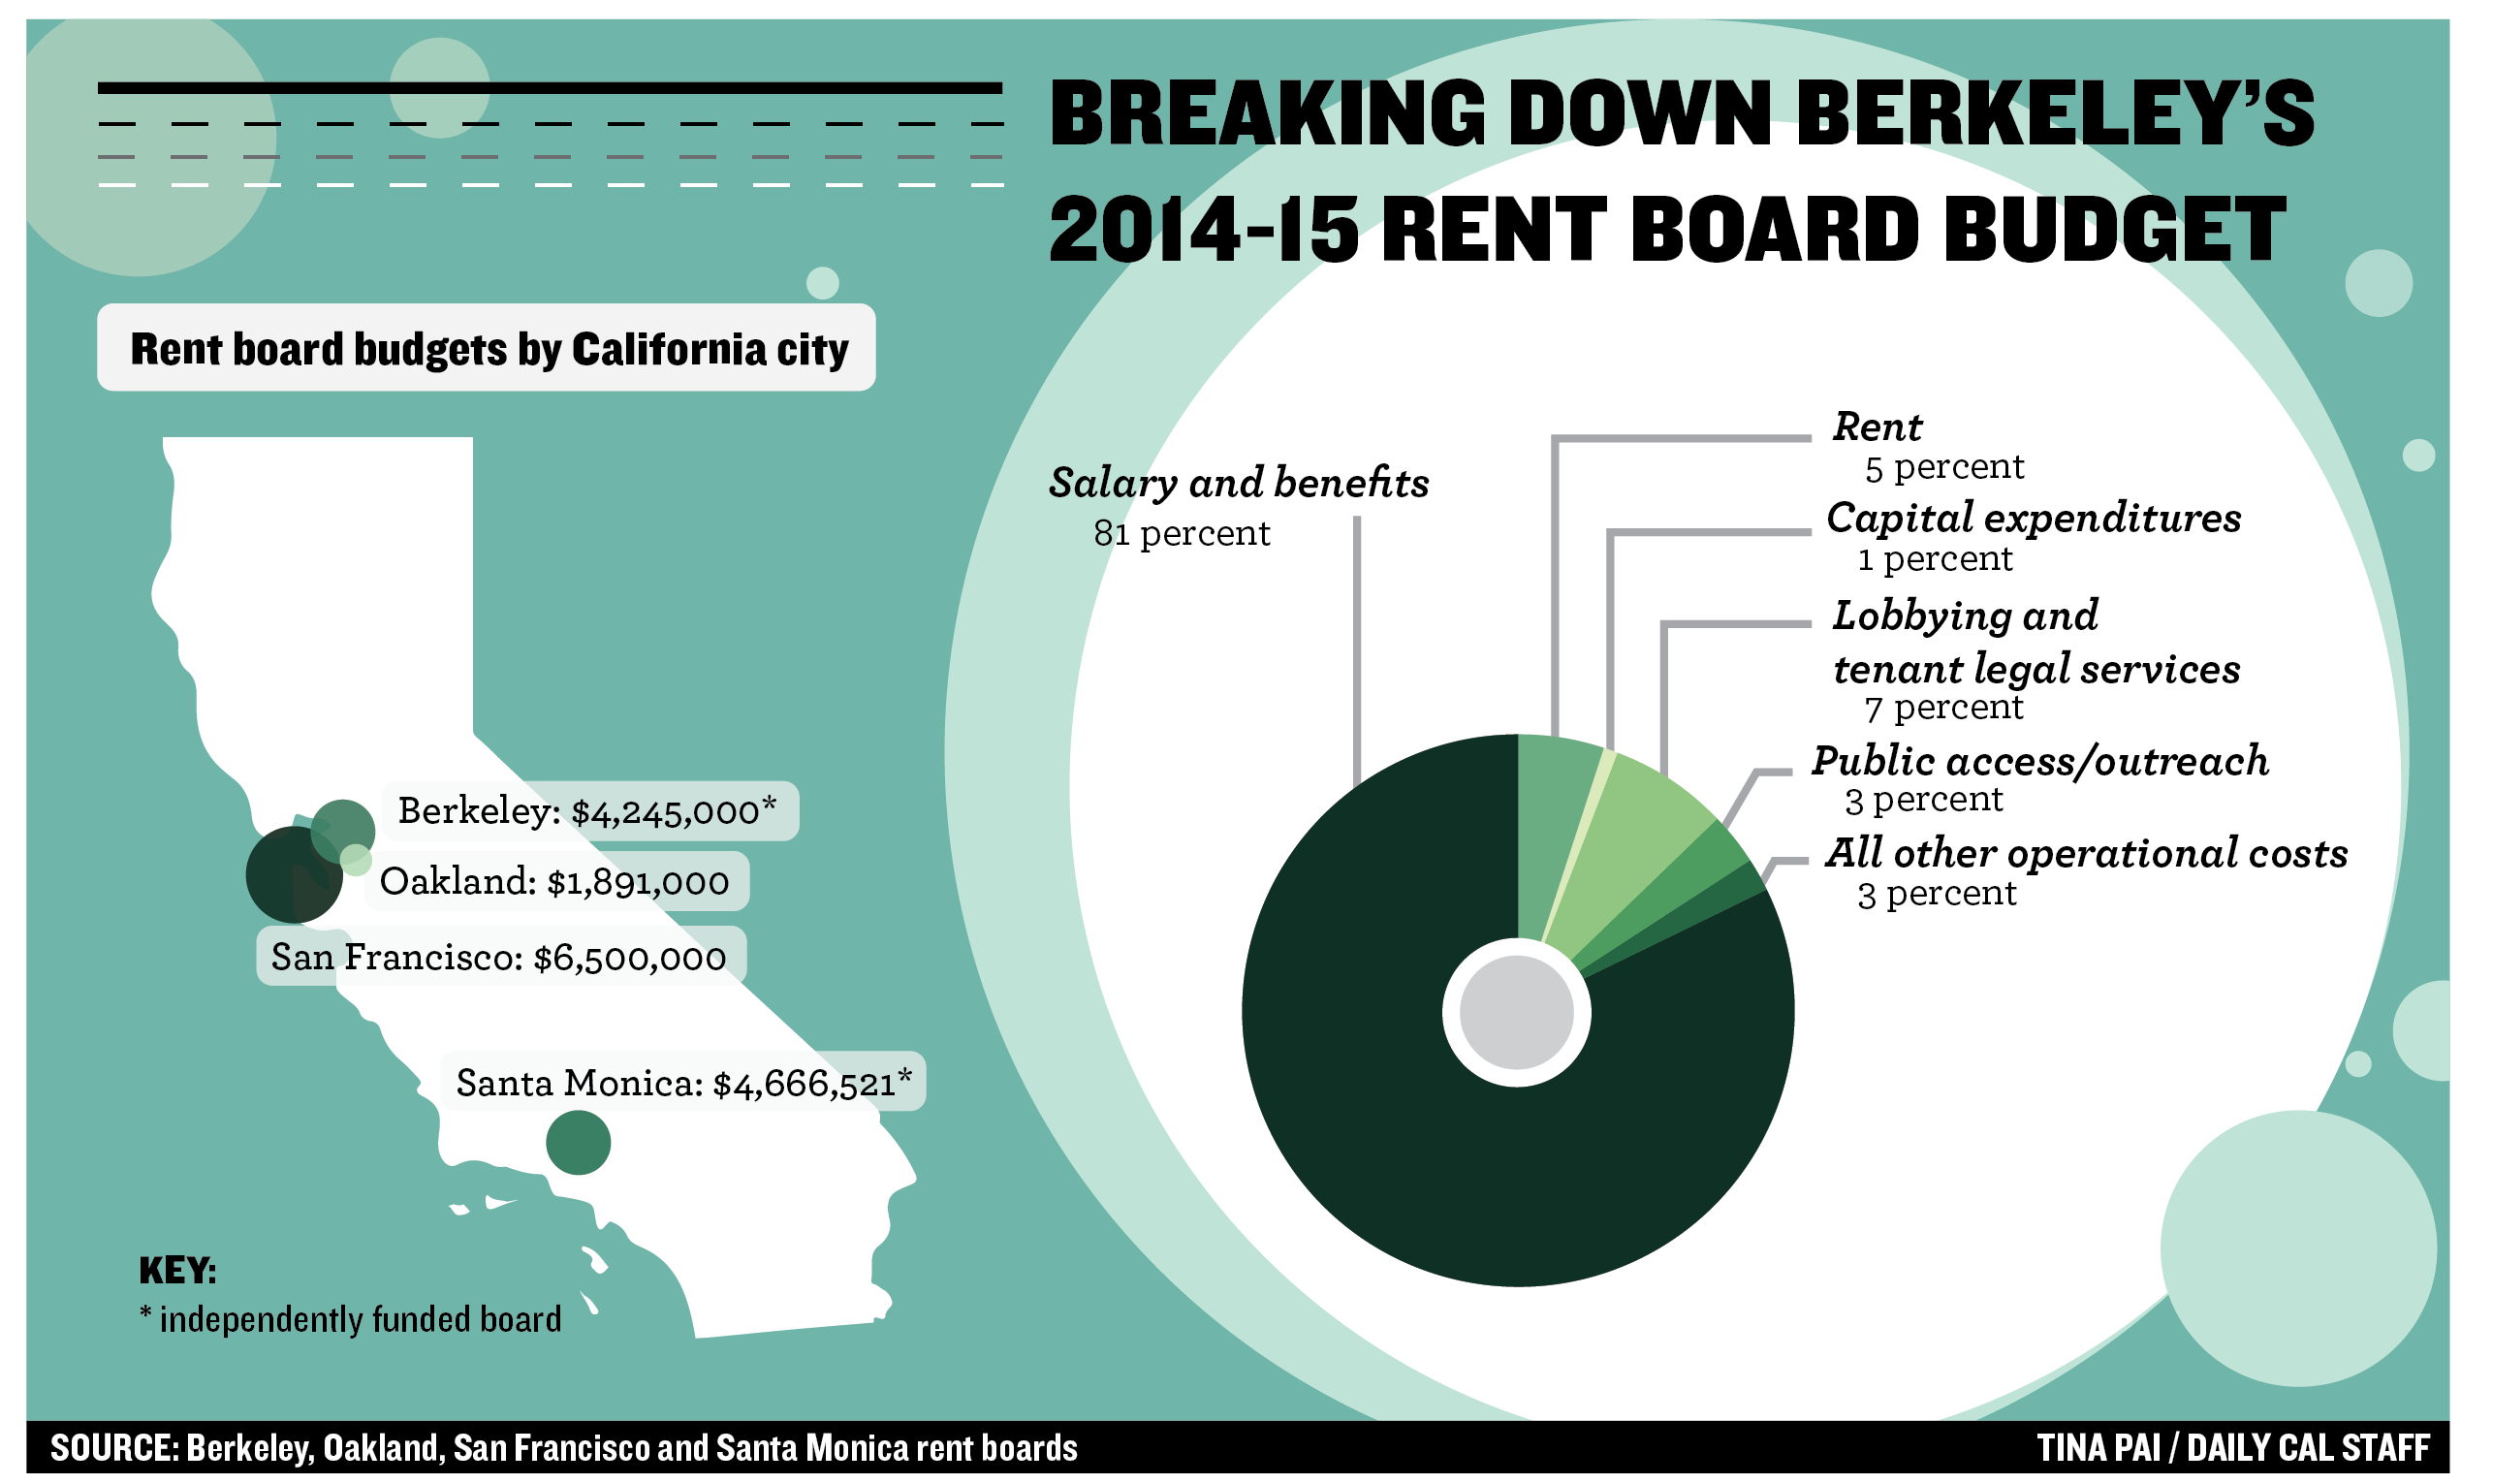 BREAKING DOWN BERKELEY'S
2014-15 RENT BOARD BUDGET
Rent board budgets by California city
Berkeley: $4,245,000*
Oakland: $1,891,000
San Francisco: $6,500,000
Santa Monica: $4,666,521*
KEY:
* independently funded board
Salary and benefits
81 percent
Rent
5 percent
Capital expenditures
1 percent
Lobbying and
tenant legal services
7 percent
Public access/outreach
3 percent
All other operational costs
3 percent
SOURCE: Berkeley, Oakland, San Francisco and Santa Monica rent boards
TINA PAI / DAILY CAL STAFF